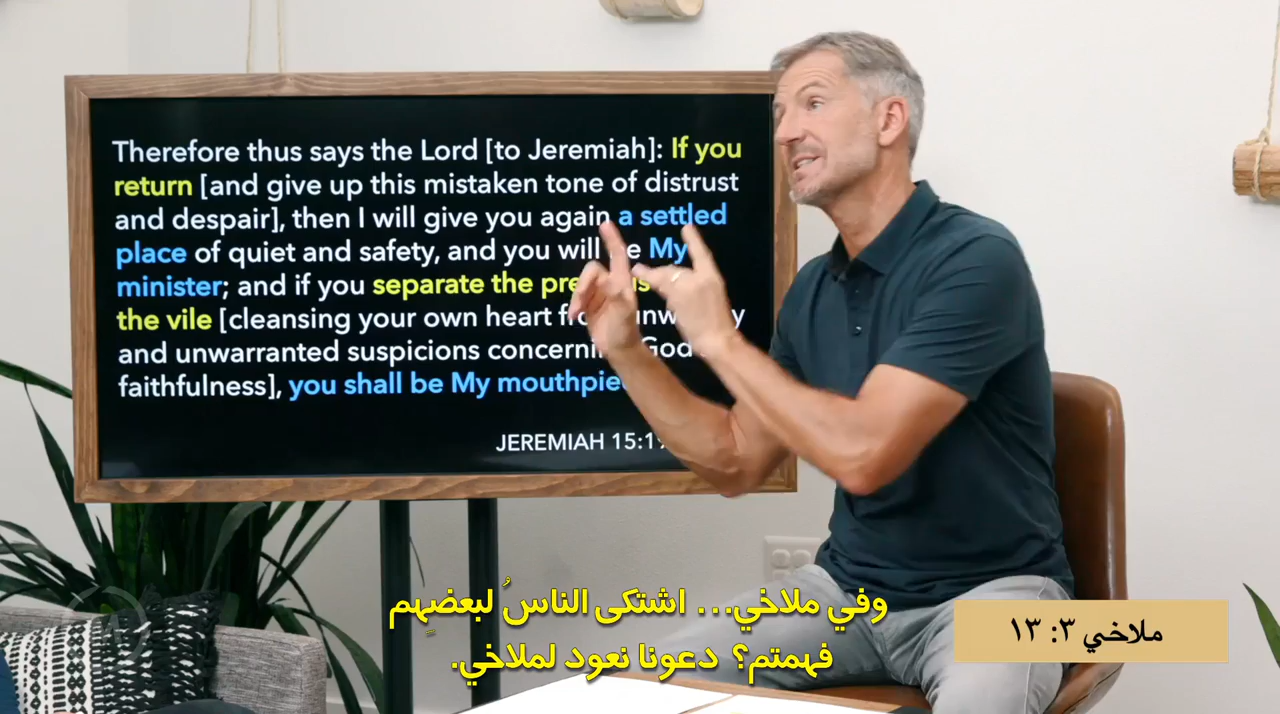 Therefore thus says the Lord [to Jeremiah]: If you
return [and give up this mistaken tone of distrust
and despair], then I will give you again a settled
place of quiet and safety, and you will be My
minister; and if you separate the
the vile [cleansing your own heart
and unwarranted suspicions God
faithfulness], you shall be My
JEREMIAH
وفي ملاخي... اشتكى الناسُ لبعضِهِم
فهمتم؟ دعونا نعود لملاخي.
ملاخي ٣: ١٣